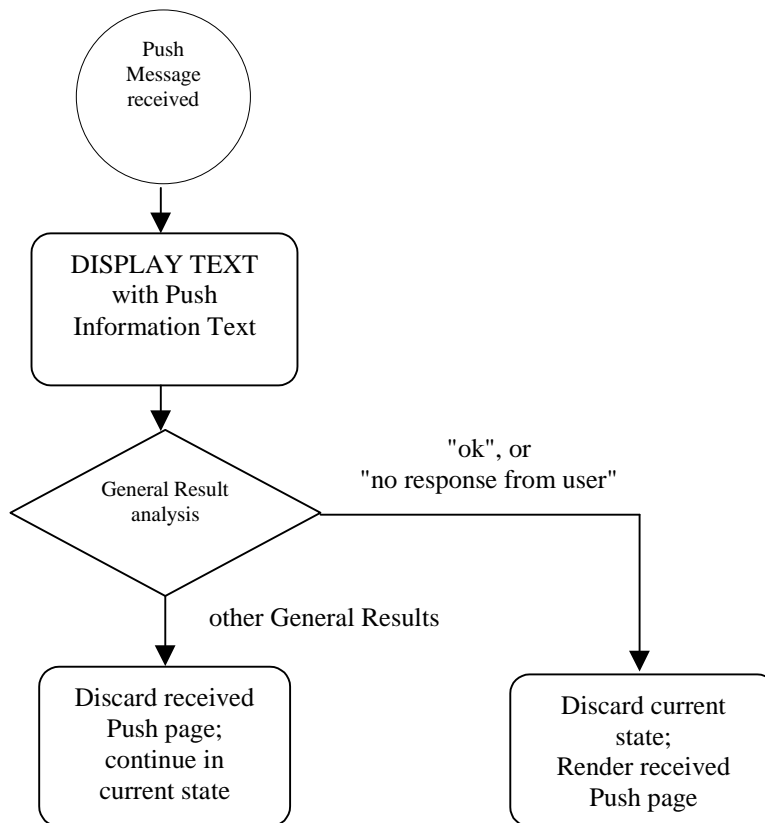 Push
Message
received
DISPLAY TEXT
with Push
Information Text
General Result
analysis
"ok", or
"no response from user"
other General Results
Discard received
Push page;
continue in
current state
Discard current
state;
Render received
Push page